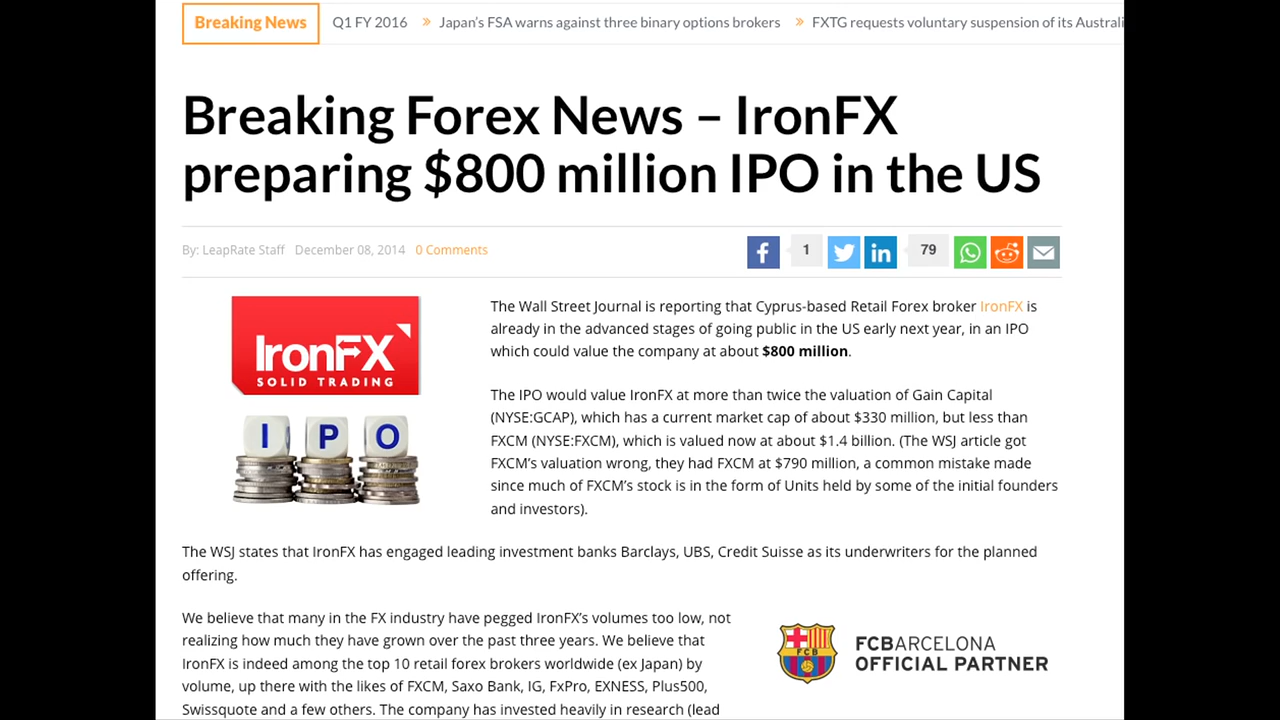 Breaking News
Q1 FY 2016 » Japan's FSA warns against three binary options brokers » FXTG requests voluntary suspension of its Australi
Breaking Forex News – IronFX
preparing $800 million IPO in the US
By: LeapRate Staff December 08, 2014 0 Comments
1
79
IronFX
SOLID TRADING
I P O
The Wall Street Journal is reporting that Cyprus-based Retail Forex broker IronFX is
already in the advanced stages of going public in the US early next year, in an IPO
which could value the company at about $800 million.
The IPO would value IronFX at more than twice the valuation of Gain Capital
(NYSE:GCAP), which has a current market cap of about $330 million, but less than
FXCM (NYSE:FXCM), which is valued now at about $1.4 billion. (The WSJ article got
FXCM's valuation wrong, they had FXCM at $790 million, a common mistake made
since much of FXCM's stock is in the form of Units held by some of the initial founders
and investors).
The WSJ states that IronFX has engaged leading investment banks Barclays, UBS, Credit Suisse as its underwriters for the planned
offering.
We believe that many in the FX industry have pegged IronFX's volumes too low, not
realizing how much they have grown over the past three years. We believe that
IronFX is indeed among the top 10 retail forex brokers worldwide (ex Japan) by
volume, up there with the likes of FXCM, Saxo Bank, IG, FxPro, EXNESS, Plus500,
Swissquote and a few others. The company has invested heavily in research (lead
FCB
FCBARCELONA
OFFICIAL PARTNER